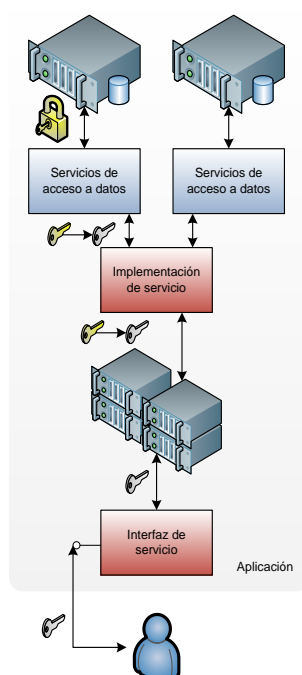 Servicios de
acceso a datos
Servicios de
acceso a datos
Implementación
de servicio
Interfaz de
servicio
Aplicación